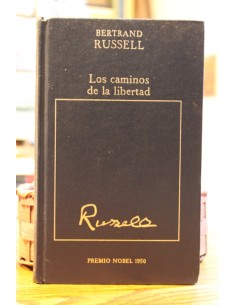 BERTRAND
RUSSELL
Los caminos
de la libertad
Russell
PREMIO NOBEL 1950